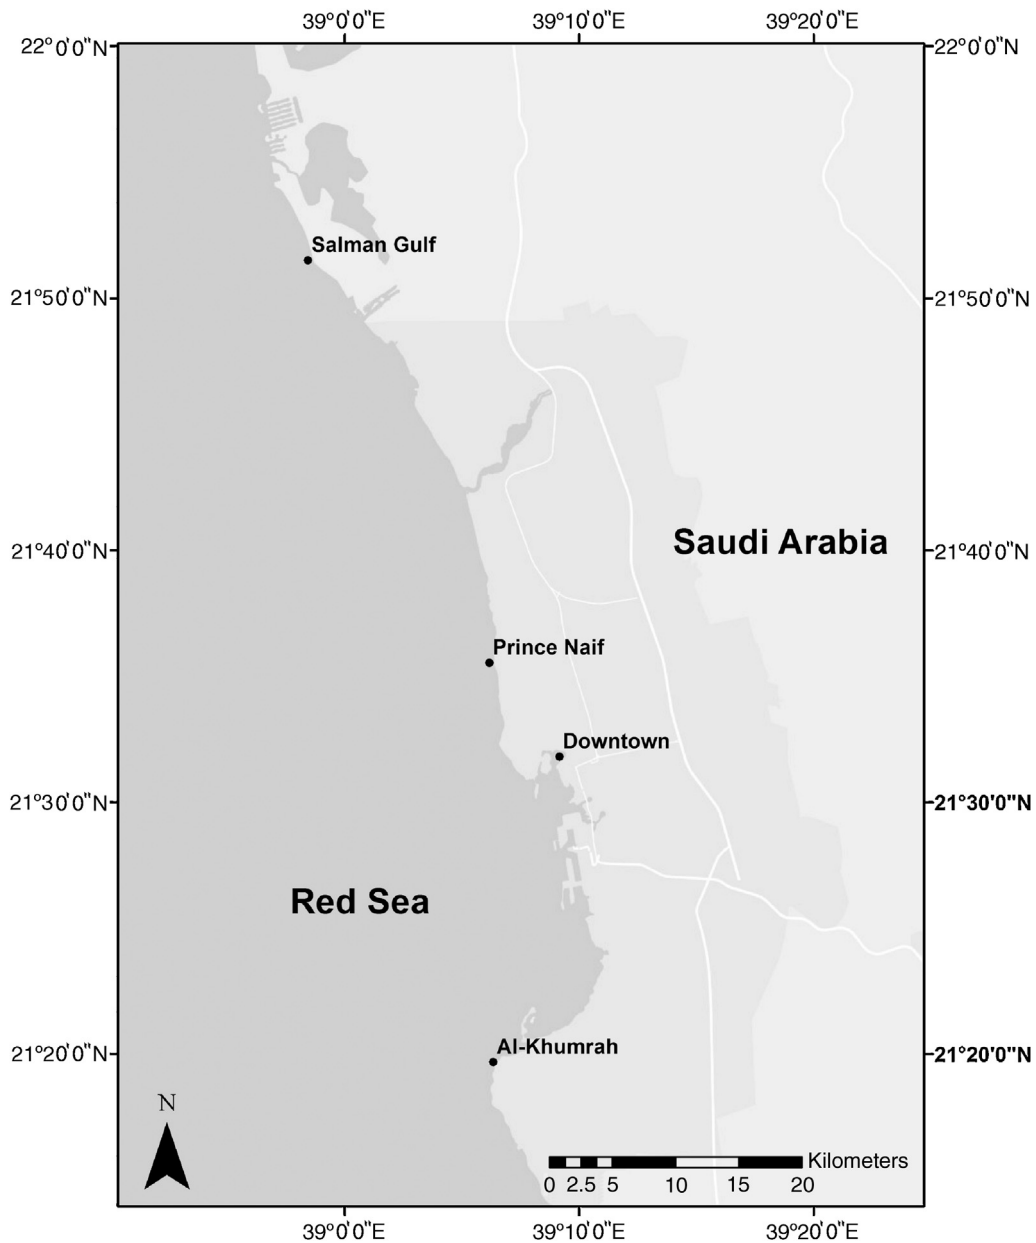 39°0'0"E 39°10'0"E 39°20'0"E
22°0'0"N 22°0'0"N
Salman Gulf
21°50'0"N 21°50'0"N
Saudi Arabia
21°40'0"N 21°40'0"N
Prince Naif
Downtown
21°30'0"N 21°30'0"N
Red Sea
Al-Khumrah
21°20'0"N 21°20'0"N
N
Kilometers
0 2.5 5 10 15 20
39°0'0"E 39°10'0"E 39°20'0"E